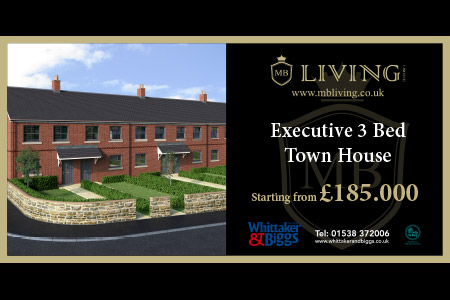 MB
LIVING
www.mbliving.co.uk
Executive 3 Bed
Town House
Starting from £185.000
Whittaker
&Biggs
Tel: 01538 372006
www.whittakerandbiggs.co.uk